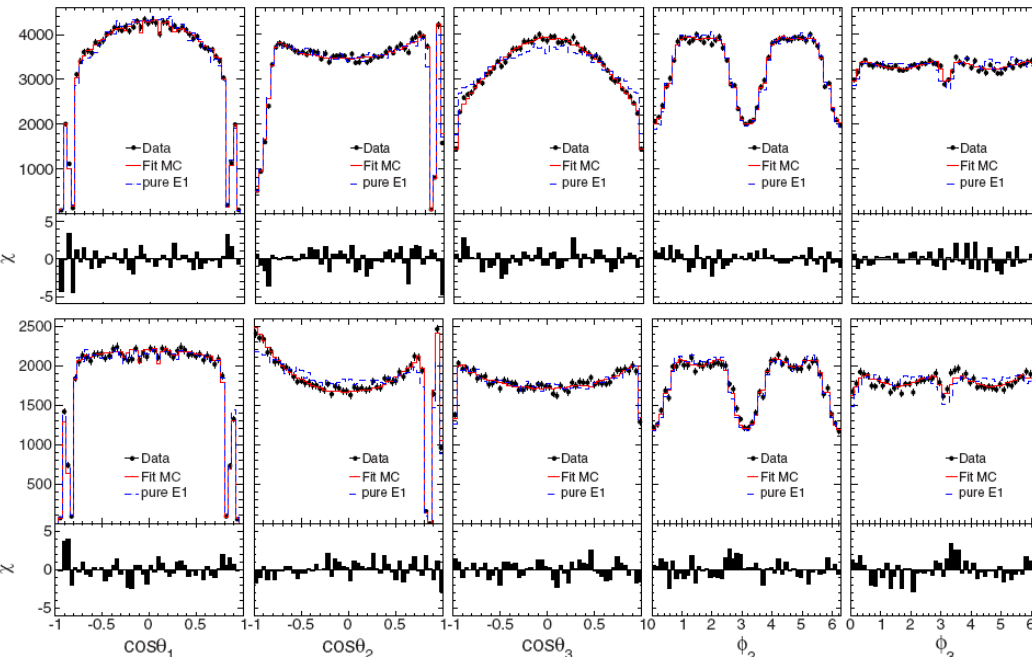 4000
3000
2000
1000
Data
Fit MC
pure E1
Data
Fit MC
pure E1
Data
Fit MC
pure E1
Data
Fit MC
pure E1
Data
Fit MC
pure E1
χ
5
0
-5
2500
2000
1500
1000
500
Data
Fit MC
pure E1
Data
Fit MC
pure E1
Data
Fit MC
pure E1
Data
Fit MC
pure E1
Data
Fit MC
pure E1
χ
5
0
-5
-1 -0.5 0 0.5 1
-1 -0.5 0 0.5 1
-1 -0.5 0 0.5 1
0 1 2 3 4 5 6
0 1 2 3 4 5 6
cosθ1
cosθ2
cosθ3